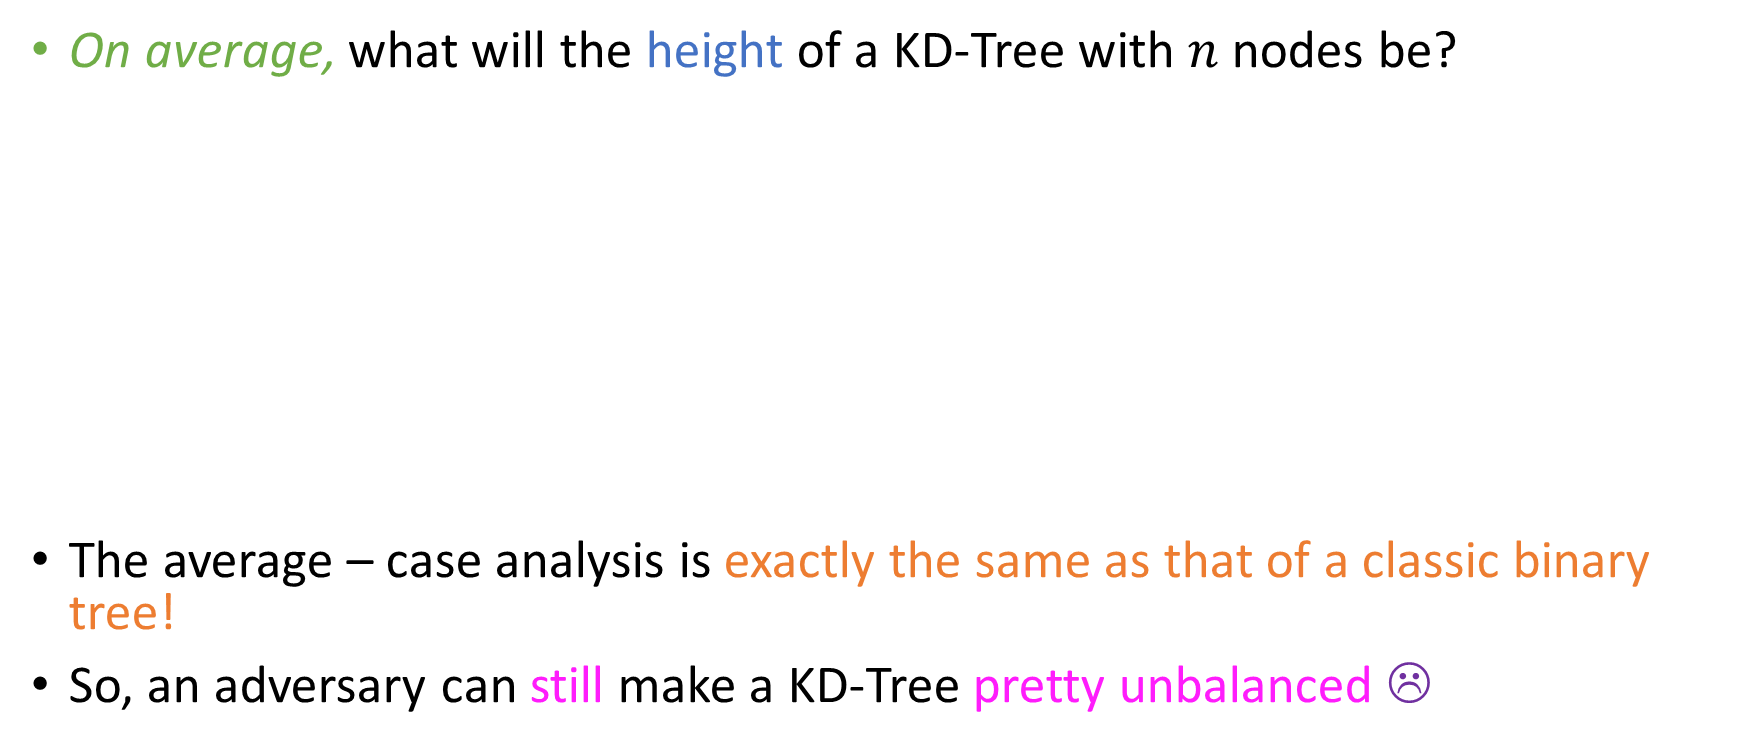 • On average, what will the height of a KD-Tree with n nodes be?
• The average – case analysis is exactly the same as that of a classic binary
tree!
• So, an adversary can still make a KD-Tree pretty unbalanced ☹